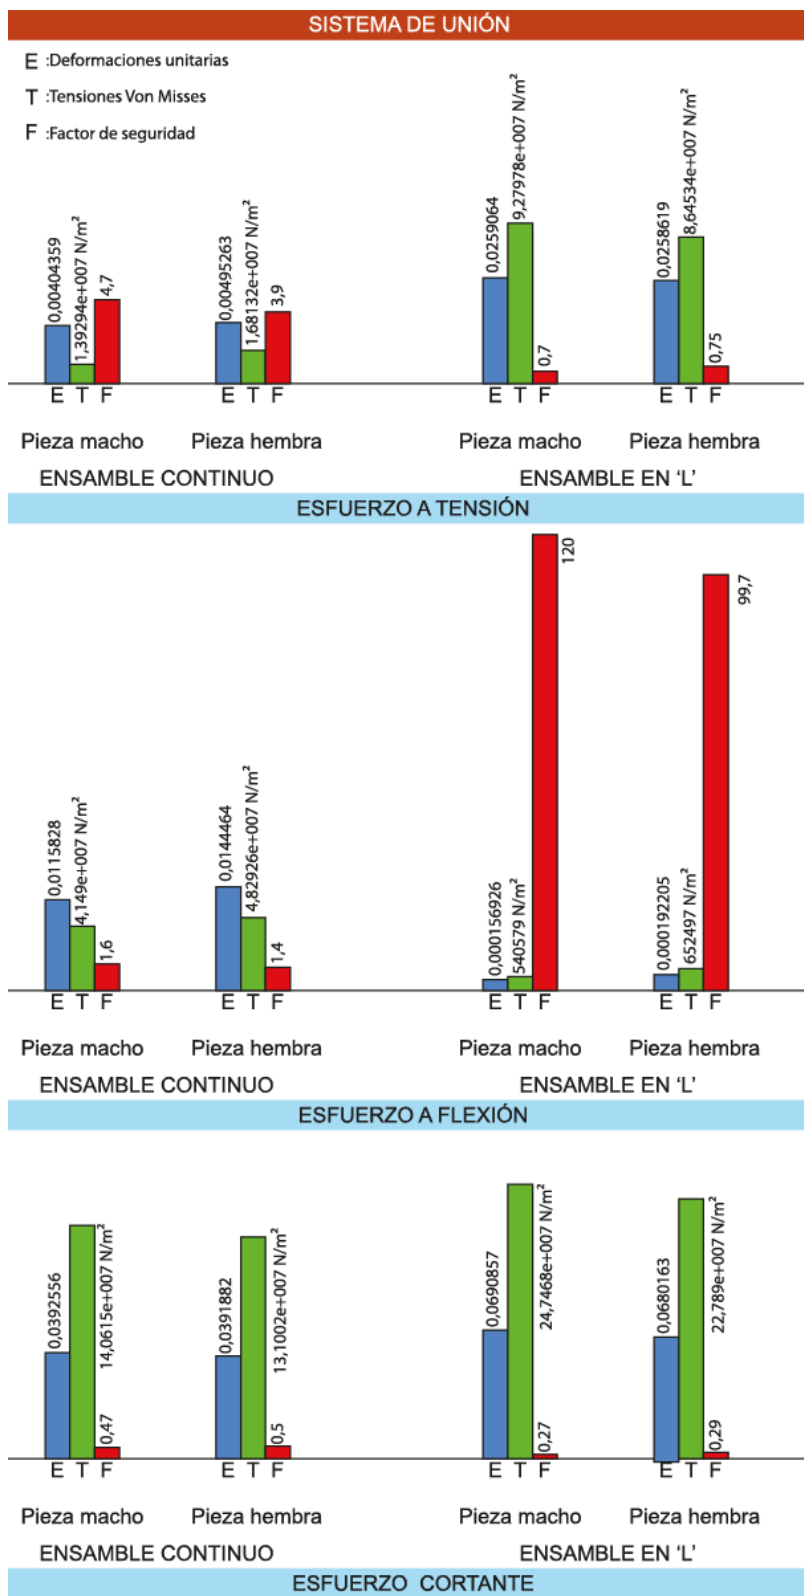 SISTEMA DE UNIÓN
E :Deformaciones unitarias
T :Tensiones Von Misses
F :Factor de seguridad
0,00404359
1,39294e+007 N/m²
4,7
0,00495263
1,68132e+007 N/m²
3,9
0,0259064
9,27978e+007 N/m²
0,7
0,0258619
8,64534e+007 N/m²
0,75
E T F E T F E T F E T F
Pieza macho Pieza hembra Pieza macho Pieza hembra
ENSAMBLE CONTINUO ENSAMBLE EN ‘L’
ESFUERZO A TENSIÓN
0,0115828
4,149e+007 N/m²
1,6
0,0144464
4,82926e+007 N/m²
1,4
0,000156926
540579 N/m²
120
0,000192205
652497 N/m²
99,7
E T F E T F E T F E T F
Pieza macho Pieza hembra Pieza macho Pieza hembra
ENSAMBLE CONTINUO ENSAMBLE EN ‘L’
ESFUERZO A FLEXIÓN
0,0392556
14,0615e+007 N/m²
0,47
0,0391882
13,1002e+007 N/m²
0,5
0,0690857
24,7468e+007 N/m²
0,27
0,0680163
22,789e+007 N/m²
0,29
E T F E T F E T F E T F
Pieza macho Pieza hembra Pieza macho Pieza hembra
ENSAMBLE CONTINUO ENSAMBLE EN ‘L’
ESFUERZO CORTANTE